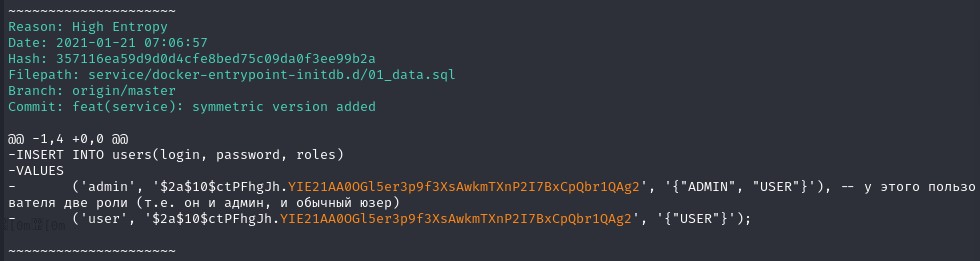 ~~~~~~~~~~~~~~~~~~~~~
Reason: High Entropy
Date: 2021-01-21 07:06:57
Hash: 357116ea59d9d0d4cfe8bed75c09da0f3ee99b2a
Filepath: service/docker-entrypoint-initdb.d/01_data.sql
Branch: origin/master
Commit: feat(service): symmetric version added
@@ -1,4 +0,0 @@
-INSERT INTO users(login, password, roles)
-VALUES
-       ('admin', '$2a$10$ctPFhgJh.YIE21AA0OGl5er3p9f3XsAwkmTXnP2I7BxCpQbr1QAg2', '{"ADMIN", "USER"}'), -- у этого пользо
вателя две роли (т.е. он и админ, и обычный юзер)
-       ('user', '$2a$10$ctPFhgJh.YIE21AA0OGl5er3p9f3XsAwkmTXnP2I7BxCpQbr1QAg2', '{"USER"}');
~~~~~~~~~~~~~~~~~~~~~